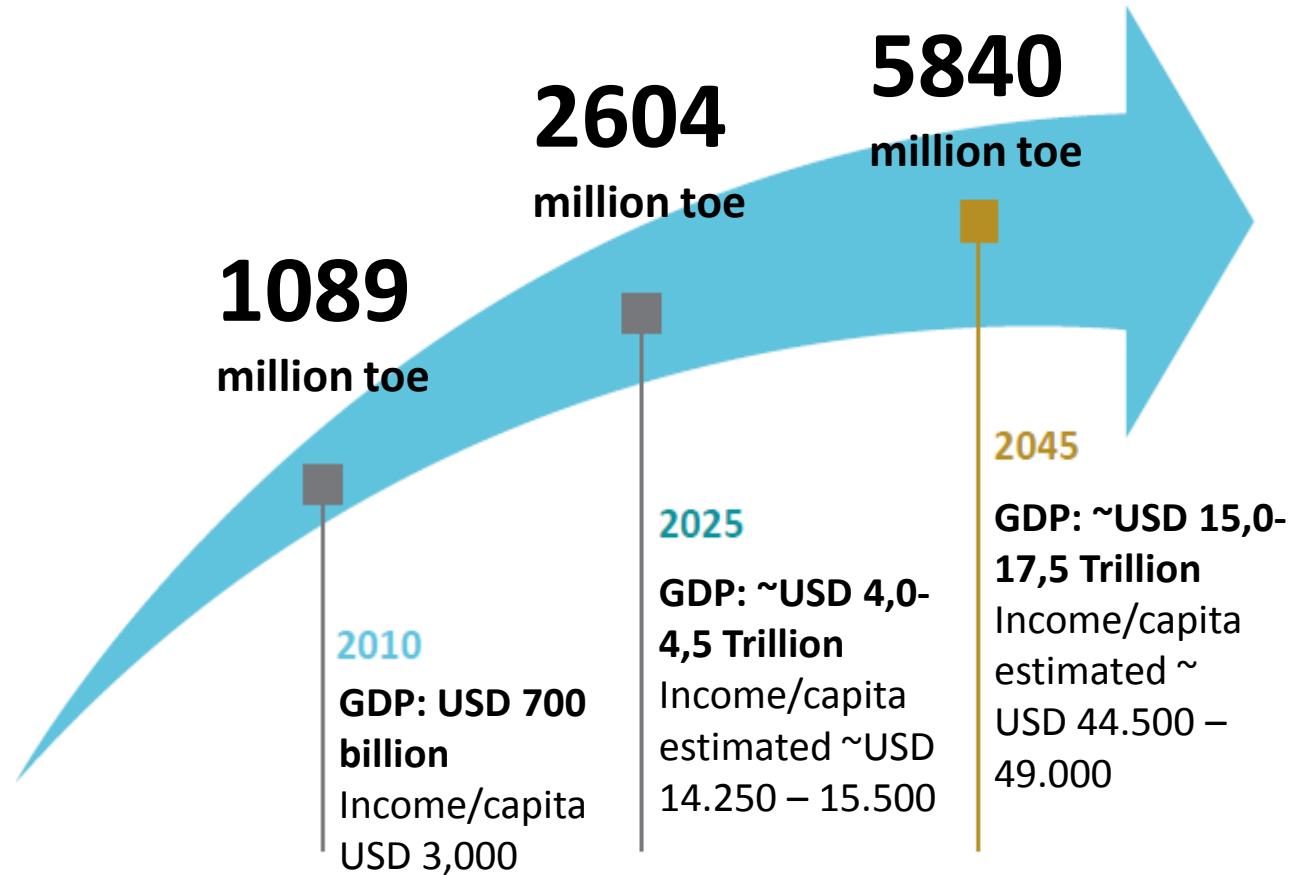 1089
million toe
2604
million toe
5840
million toe
2010
GDP: USD 700
billion
Income/capita
USD 3,000
2025
GDP: ~USD 4,0-
4,5 Trillion
Income/capita
estimated ~USD
14.250 – 15.500
2045
GDP: ~USD 15,0-
17,5 Trillion
Income/capita
estimated ~
USD 44.500 –
49.000